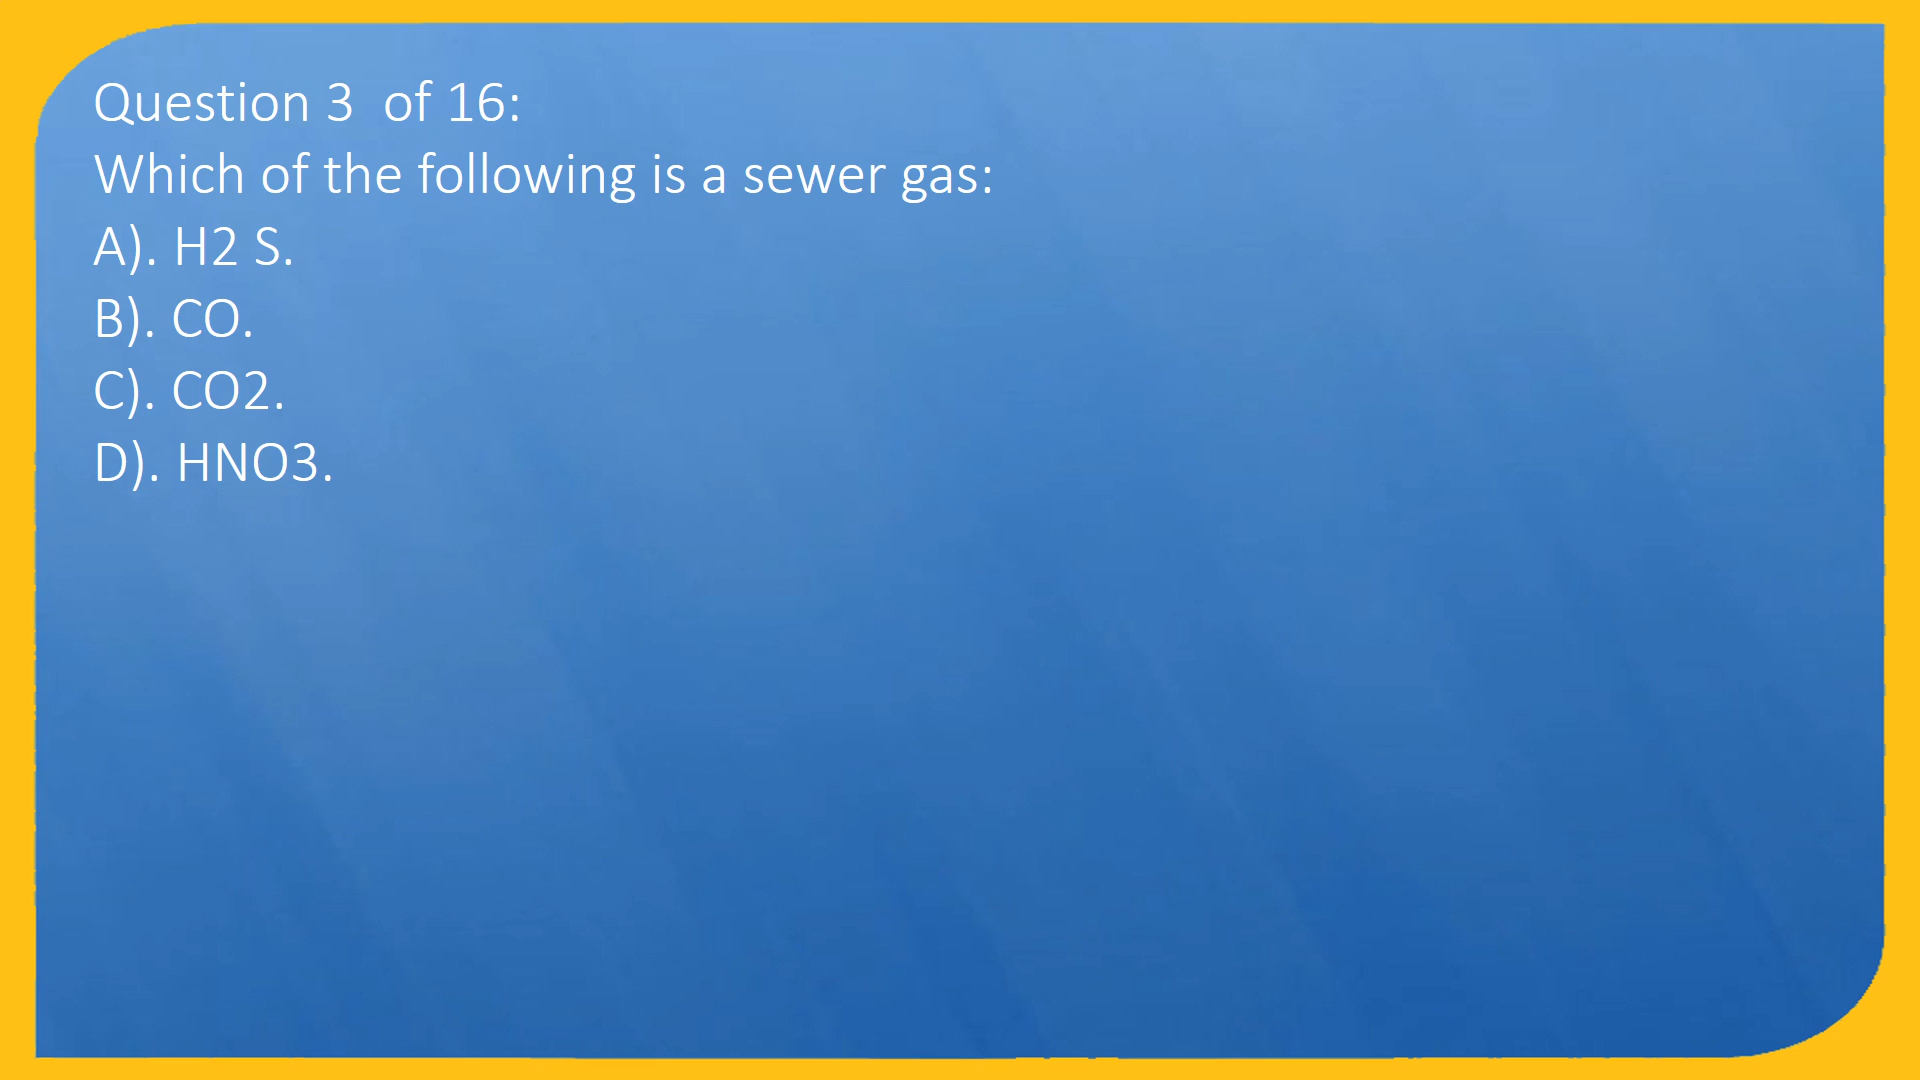 Question 3  of 16:
Which of the following is a sewer gas:
A). H2 S.
B). CO.
C). CO2.
D). HNO3.